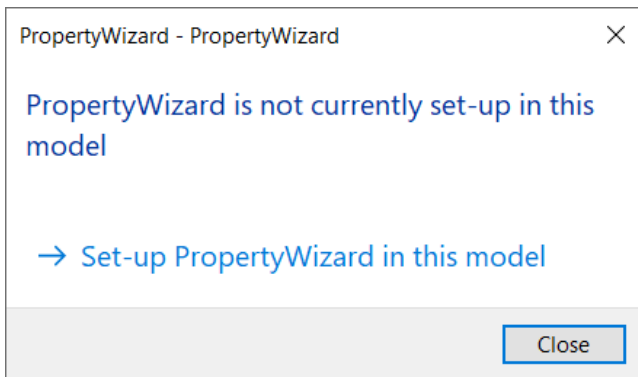 PropertyWizard - PropertyWizard
PropertyWizard is not currently set-up in this
model
Set-up PropertyWizard in this model
Close